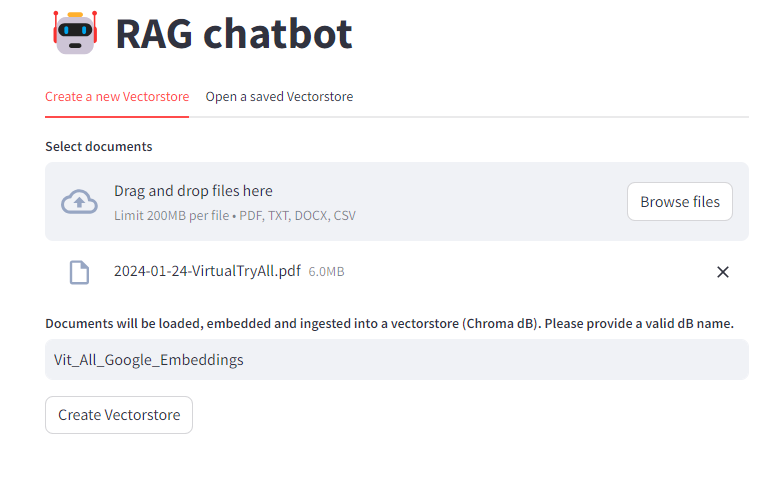 RAG chatbot
Create a new Vectorstore Open a saved Vectorstore
Select documents
Drag and drop files here
Limit 200MB per file • PDF, TXT, DOCX, CSV
Browse files
2024-01-24-VirtualTryAll.pdf 6.0MB
Documents will be loaded, embedded and ingested into a vectorstore (Chroma dB). Please provide a valid dB name.
Vit_All_Google_Embeddings
Create Vectorstore